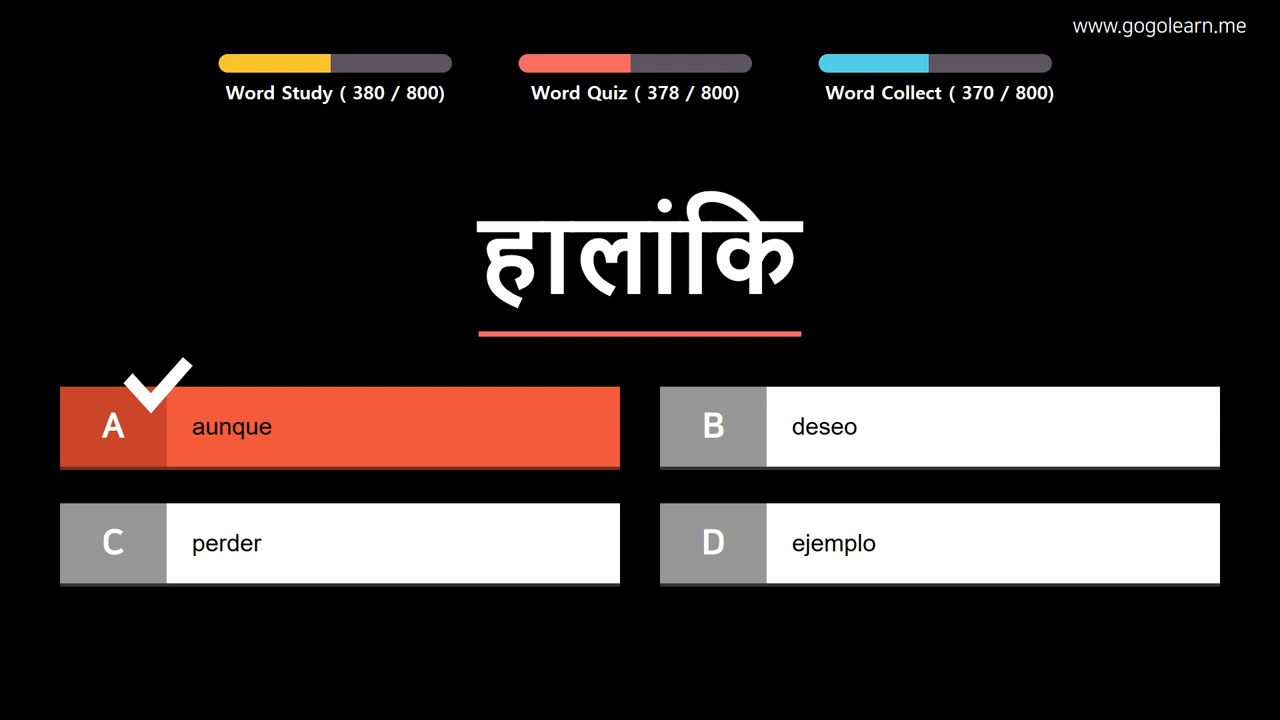 www.gogolearn.me
Word Study ( 380 / 800)
Word Quiz ( 378 / 800)
Word Collect ( 370 / 800)
हालांकि
A aunque
B deseo
C perder
D ejemplo